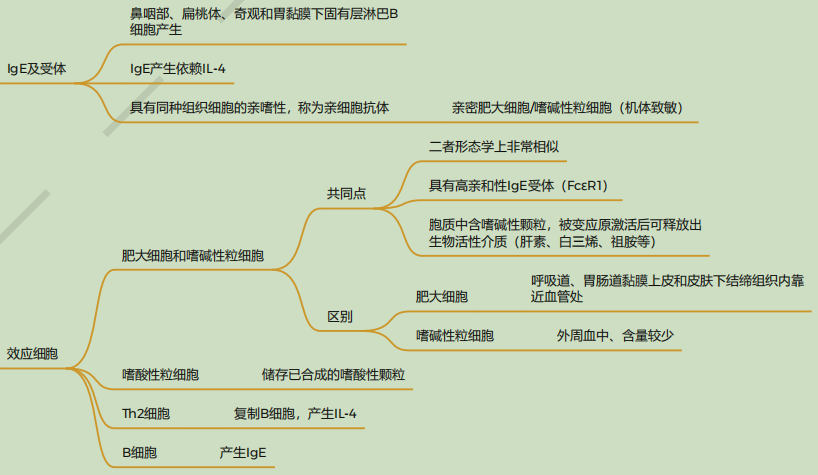 鼻咽部、扁桃体、奇观和胃黏膜下固有层淋巴B
细胞产生
IgE及受体
IgE产生依赖IL-4
具有同种组织细胞的亲嗜性，称为亲细胞抗体
亲密肥大细胞/嗜碱性粒细胞（机体致敏）
二者形态学上非常相似
共同点
具有高亲和性IgE受体（FcεR1）
胞质中含嗜碱性颗粒，被变应原激活后可释放出
生物活性介质（肝素、白三烯、祖胺等）
肥大细胞和嗜碱性粒细胞
区别
肥大细胞
呼吸道、胃肠道黏膜上皮和皮肤下结缔组织内靠
近血管处
嗜碱性粒细胞
外周血中、含量较少
效应细胞
嗜酸性粒细胞
储存已合成的嗜酸性颗粒
Th2细胞
复制B细胞，产生IL-4
B细胞
产生IgE